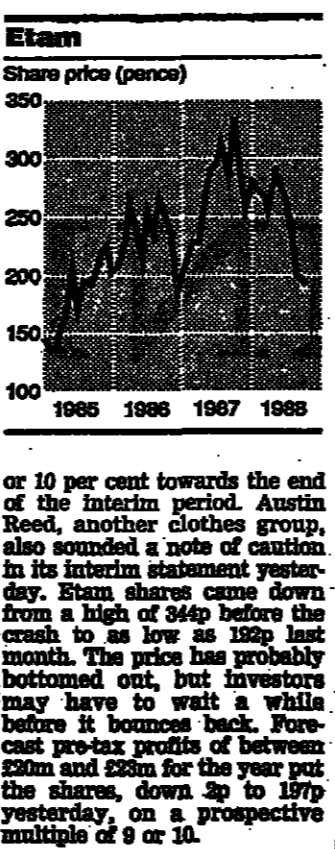 Etam
Share price (pence)
350
300
250
200
150
100
1985 1986 1987 1988
or 10 per cent towards the end
of the interim period. Austin
Reed, another clothes group,
also sounded a note of caution
in its interim statement yester-
day. Etam shares came down
from a high of 344p before the
crash to as low as 192p last
month. The price has probably
bottomed out, but investors
may have to wait a while
before it bounces back. Fore-
cast pre-tax profits of between
£20m and £23m for the year put
the shares, down 2p to 197p
yesterday, on a prospective
multiple of 9 or 10.